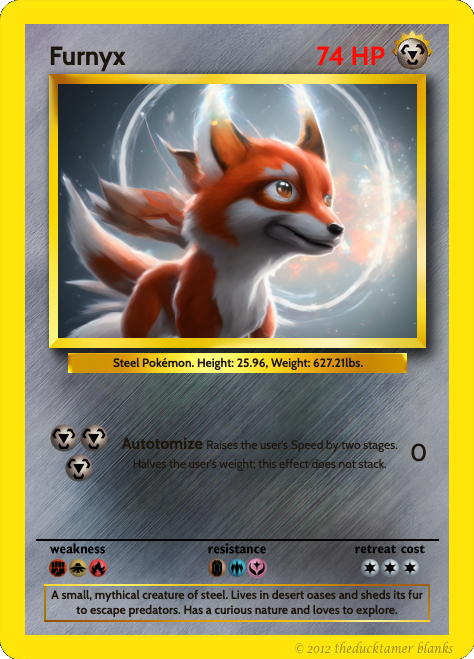 Furnyx 74 HP
Steel Pokémon. Height: 25.96, Weight: 627.21lbs.
Autotomize Raises the user's Speed by two stages. 0
Halves the user's weight; this effect does not stack.
weakness resistance retreat cost
A small, mythical creature of steel. Lives in desert oases and sheds its fur
to escape predators. Has a curious nature and loves to explore.
© 2012 theducktamer blanks